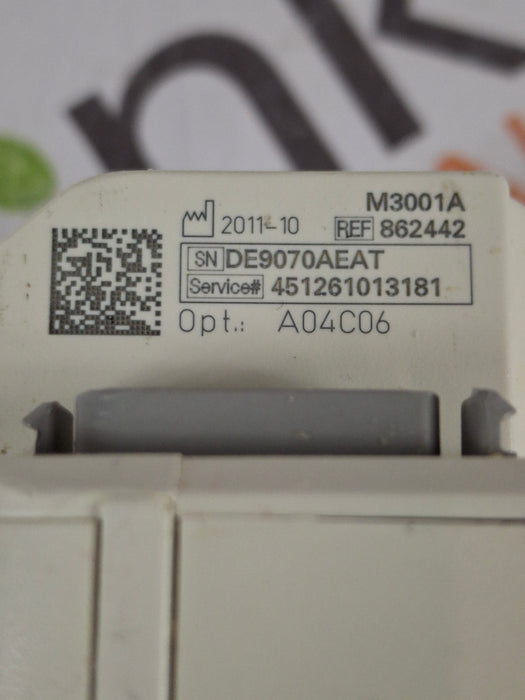 M3001A
2011-10 REF 862442
SN DE9070AEAT
Service# 451261013181
Opt.: A04C06